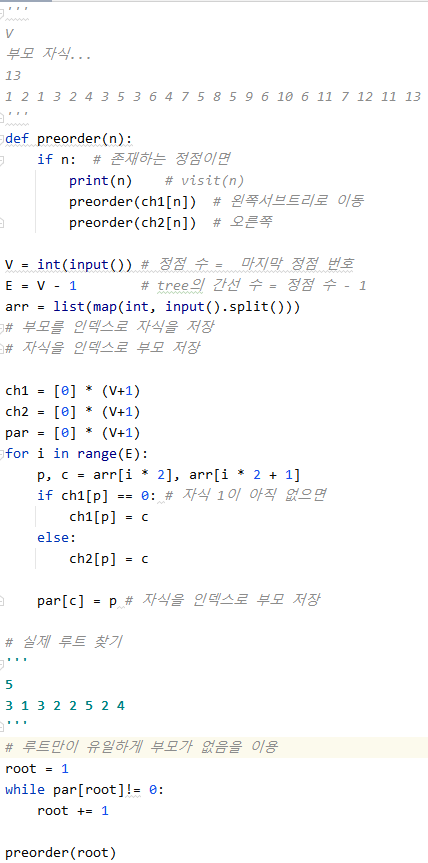 '''
V
부모 자식...
13
1 2 1 3 2 4 3 5 3 6 4 7 5 8 5 9 6 10 6 11 7 12 11 13
'''
def preorder(n):
    if n:  # 존재하는 정점이면
        print(n)    # visit(n)
        preorder(ch1[n])  # 왼쪽서브트리로 이동
        preorder(ch2[n])  # 오른쪽

V = int(input()) # 정점 수 =  마지막 정점 번호
E = V - 1        # tree의 간선 수 = 정점 수 - 1
arr = list(map(int, input().split()))
# 부모를 인덱스로 자식을 저장
# 자식을 인덱스로 부모 저장

ch1 = [0] * (V+1)
ch2 = [0] * (V+1)
par = [0] * (V+1)
for i in range(E):
    p, c = arr[i * 2], arr[i * 2 + 1]
    if ch1[p] == 0: # 자식 1이 아직 없으면
        ch1[p] = c
    else:
        ch2[p] = c

    par[c] = p # 자식을 인덱스로 부모 저장

# 실제 루트 찾기
'''
5
3 1 3 2 2 5 2 4
'''
# 루트만이 유일하게 부모가 없음을 이용
root = 1
while par[root]!= 0:
    root += 1

preorder(root)